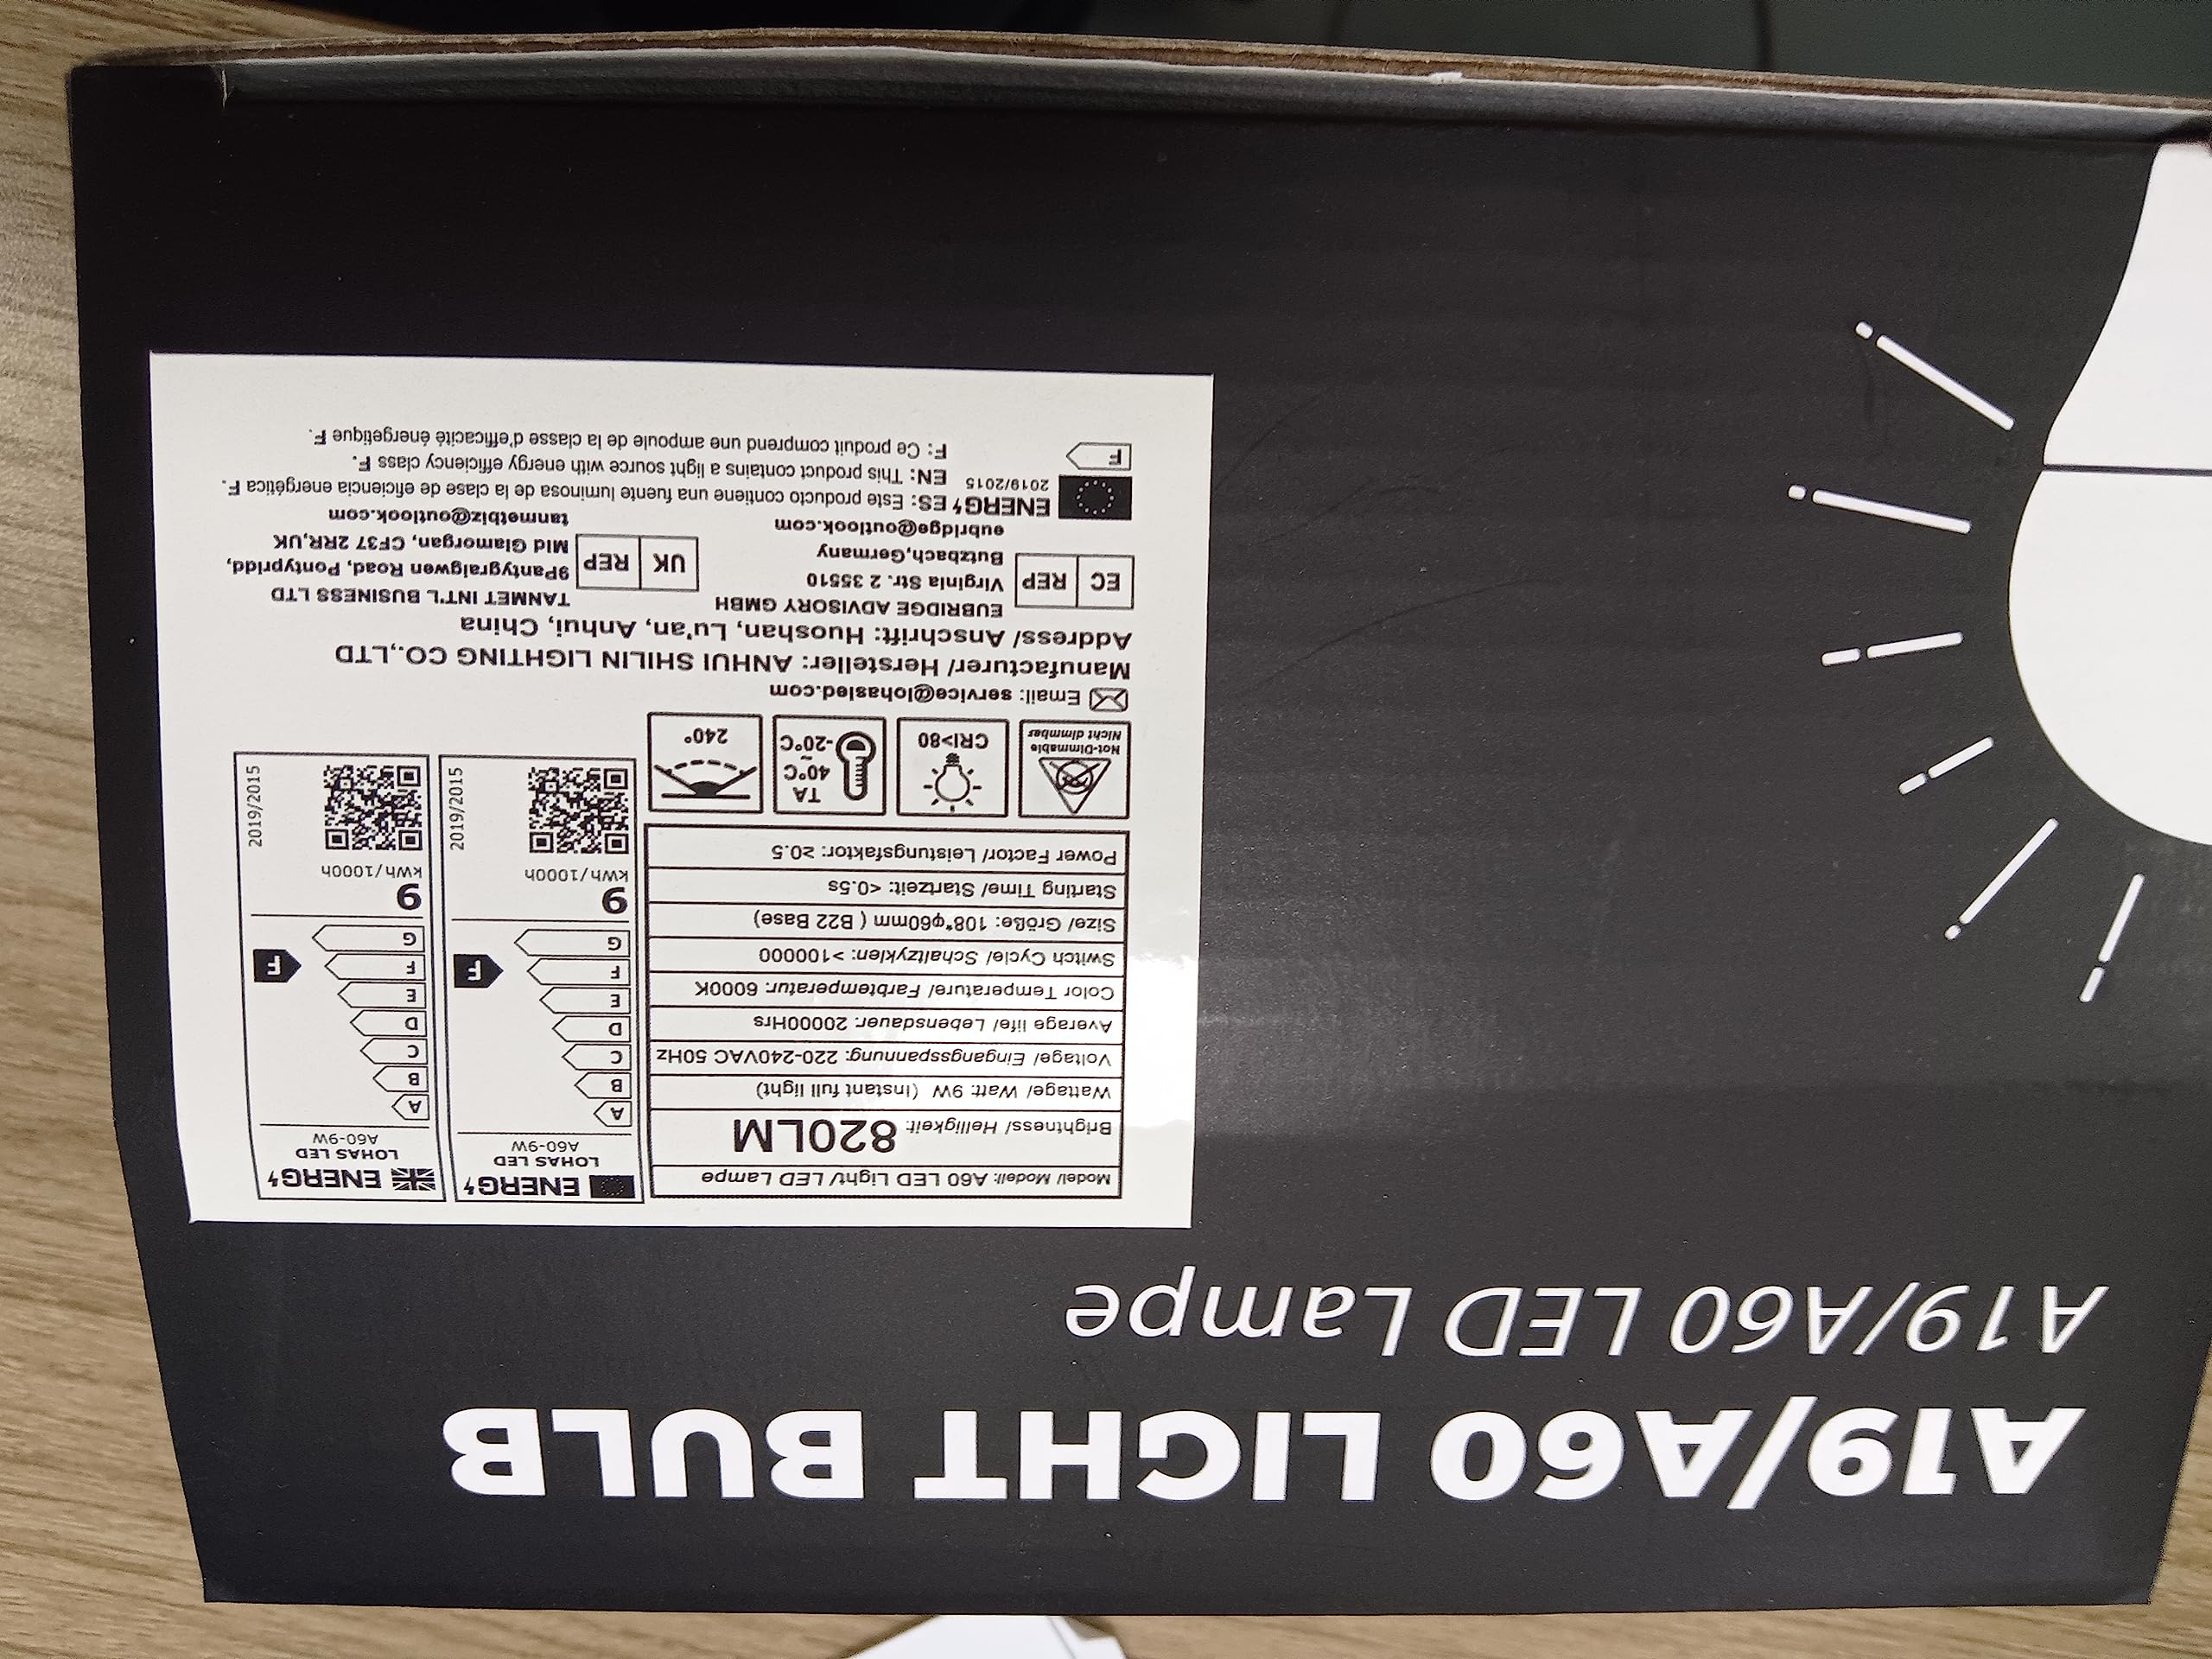 A19/A60 LIGHT BULB
A19/A60 LED Lampe
Model/ Modell: A60 LED Light/ LED Lampe
Brightness/ Helligkeit: 820LM
Wattage/ Watt: 9W (Instant full light)
Voltage/ Eingangsspannung: 220-240VAC 50Hz
Average life/ Lebensdauer: 20000Hrs
Color Temperature/ Farbtemperatur: 6000K
Switch Cycle/ Schaltzyklen: >100000
Size/ Größe: 108*φ60mm ( B22 Base)
Starting Time/ Startzeit: <0.5s
Power Factor/ Leistungsfaktor: ≥0.5
ENERG
LOHAS LED
A60-9W
A
B
C
D
E
F
G
F
9
kWh/1000h
2019/2015
ENERG
LOHAS LED
A60-9W
A
B
C
D
E
F
G
F
9
kWh/1000h
2019/2015
Not-Dimmable
Nicht dimmbar
CRI>80
TA
40°C
~
-20°C
240°
Email: service@lohasled.com
Manufacturer/ Hersteller: ANHUI SHILIN LIGHTING CO.,LTD
Address/ Anschrift: Huoshan, Lu'an, Anhui, China
EC REP
EUBRIDGE ADVISORY GMBH
Virginia Str. 2 35510
Butzbach,Germany
eubridge@outlook.com
UK REP
TANMET INT'L BUSINESS LTD
9Pantygraigwen Road, Pontypridd,
Mid Glamorgan, CF37 2RR,UK
tanmetbiz@outlook.com
ENERG ES: Este producto contiene una fuente luminosa de la clase de eficiencia energética F.
2019/2015 EN: This product contains a light source with energy efficiency class F.
F F: Ce produit comprend une ampoule de la classe d'efficacité énergetique F.